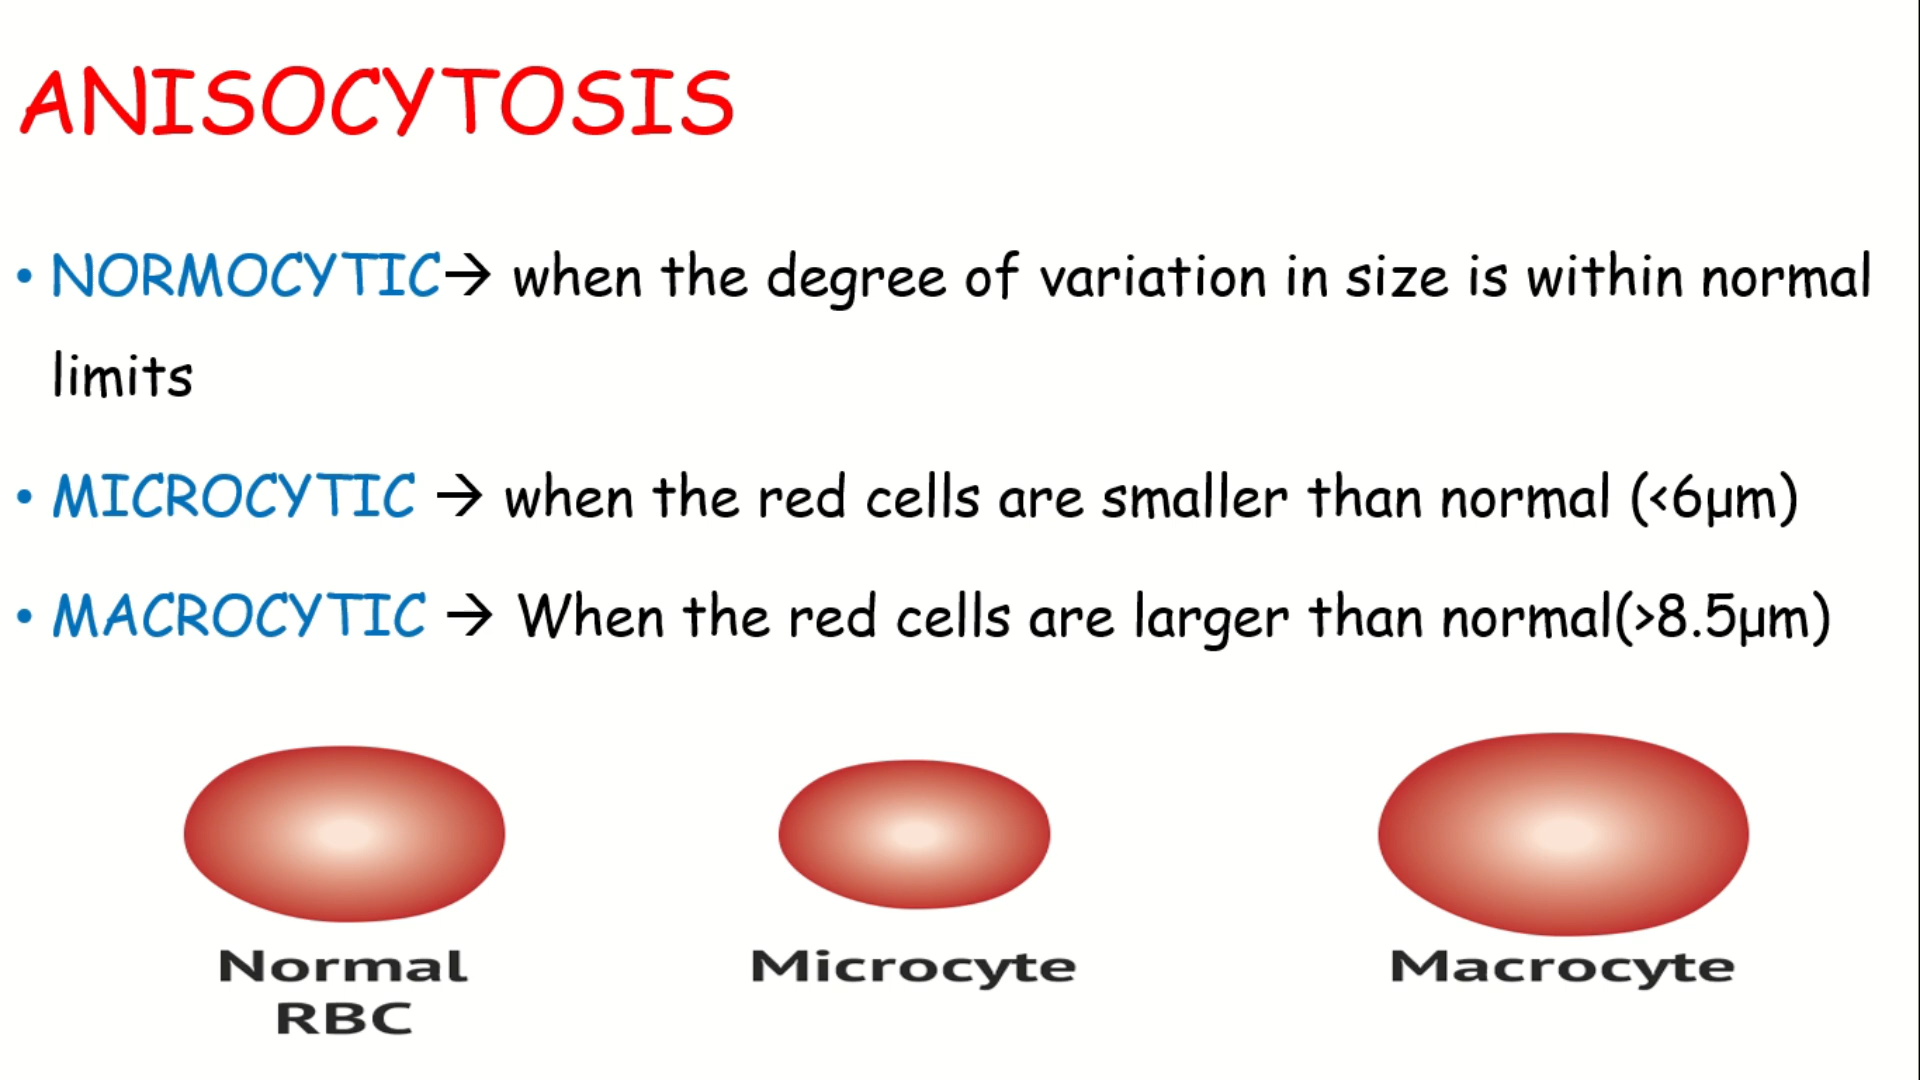 ANISOCYTOSIS
• NORMOCYTIC→ when the degree of variation in size is within normal
limits
• MICROCYTIC → when the red cells are smaller than normal (<6µm)
• MACROCYTIC → When the red cells are larger than normal(>8.5µm)
Normal
RBC
Microcyte
Macrocyte